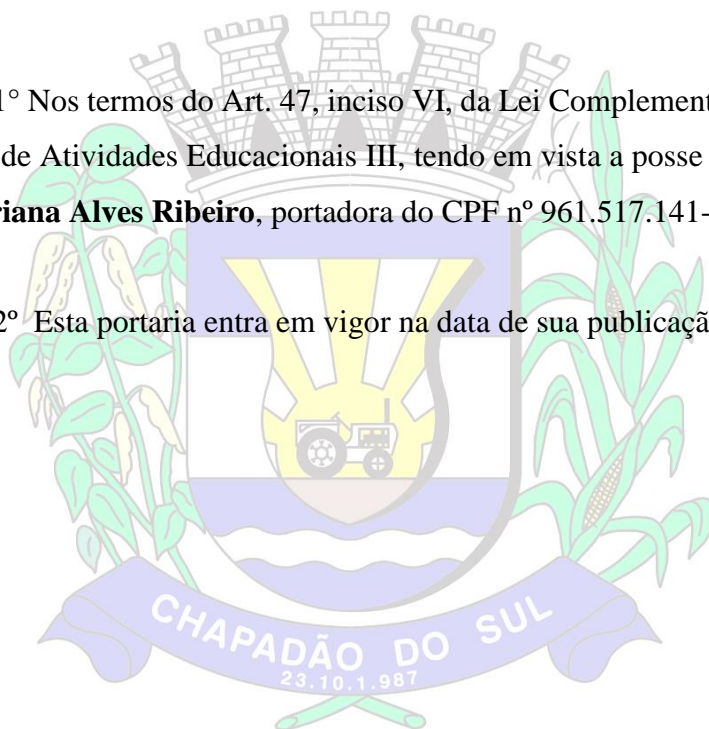 1° Nos termos do Art. 47, inciso VI, da Lei Complement
de Atividades Educacionais III, tendo em vista a posse
riana Alves Ribeiro, portadora do CPF nº 961.517.141-
2º Esta portaria entra em vigor na data de sua publicaçã
CHAPADÃO DO SUL
23.10.1.987